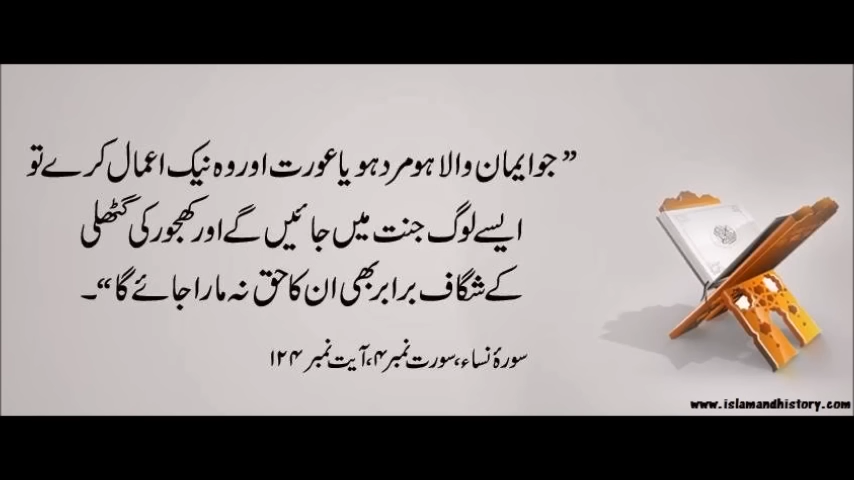 ”جو ایمان والا ہو مرد ہو یا عورت اور وہ نیک اعمال کرے تو
ایسے لوگ جنت میں جائیں گے اور کھجور کی گٹھلی
کے شگاف برابر بھی ان کا حق نہ مارا جائے گا“۔
سورۂ نساء، سورت نمبر ۴، آیت نمبر ۱۲۴
www.islamandhistory.com